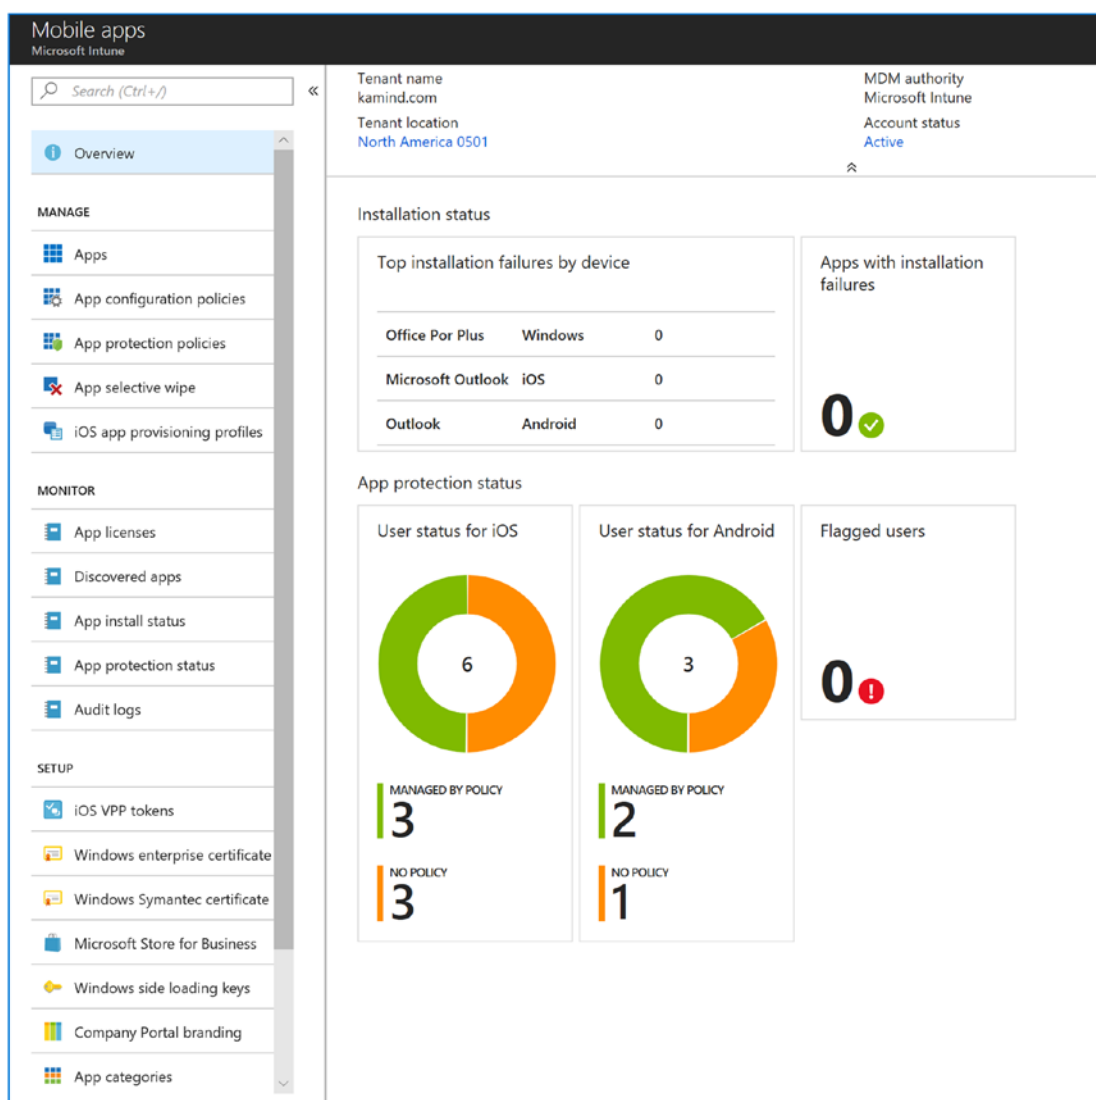 Mobile apps
Microsoft Intune
Search (Ctrl+/)
«
Overview
MANAGE
Apps
App configuration policies
App protection policies
App selective wipe
iOS app provisioning profiles
MONITOR
App licenses
Discovered apps
App install status
App protection status
Audit logs
SETUP
iOS VPP tokens
Windows enterprise certificate
Windows Symantec certificate
Microsoft Store for Business
Windows side loading keys
Company Portal branding
App categories
Tenant name
kamind.com
Tenant location
North America 0501
MDM authority
Microsoft Intune
Account status
Active
Installation status
Top installation failures by device
Office Por Plus Windows 0
Microsoft Outlook iOS 0
Outlook Android 0
Apps with installation
failures
0
App protection status
User status for iOS
6
MANAGED BY POLICY
3
NO POLICY
3
User status for Android
3
MANAGED BY POLICY
2
NO POLICY
1
Flagged users
0